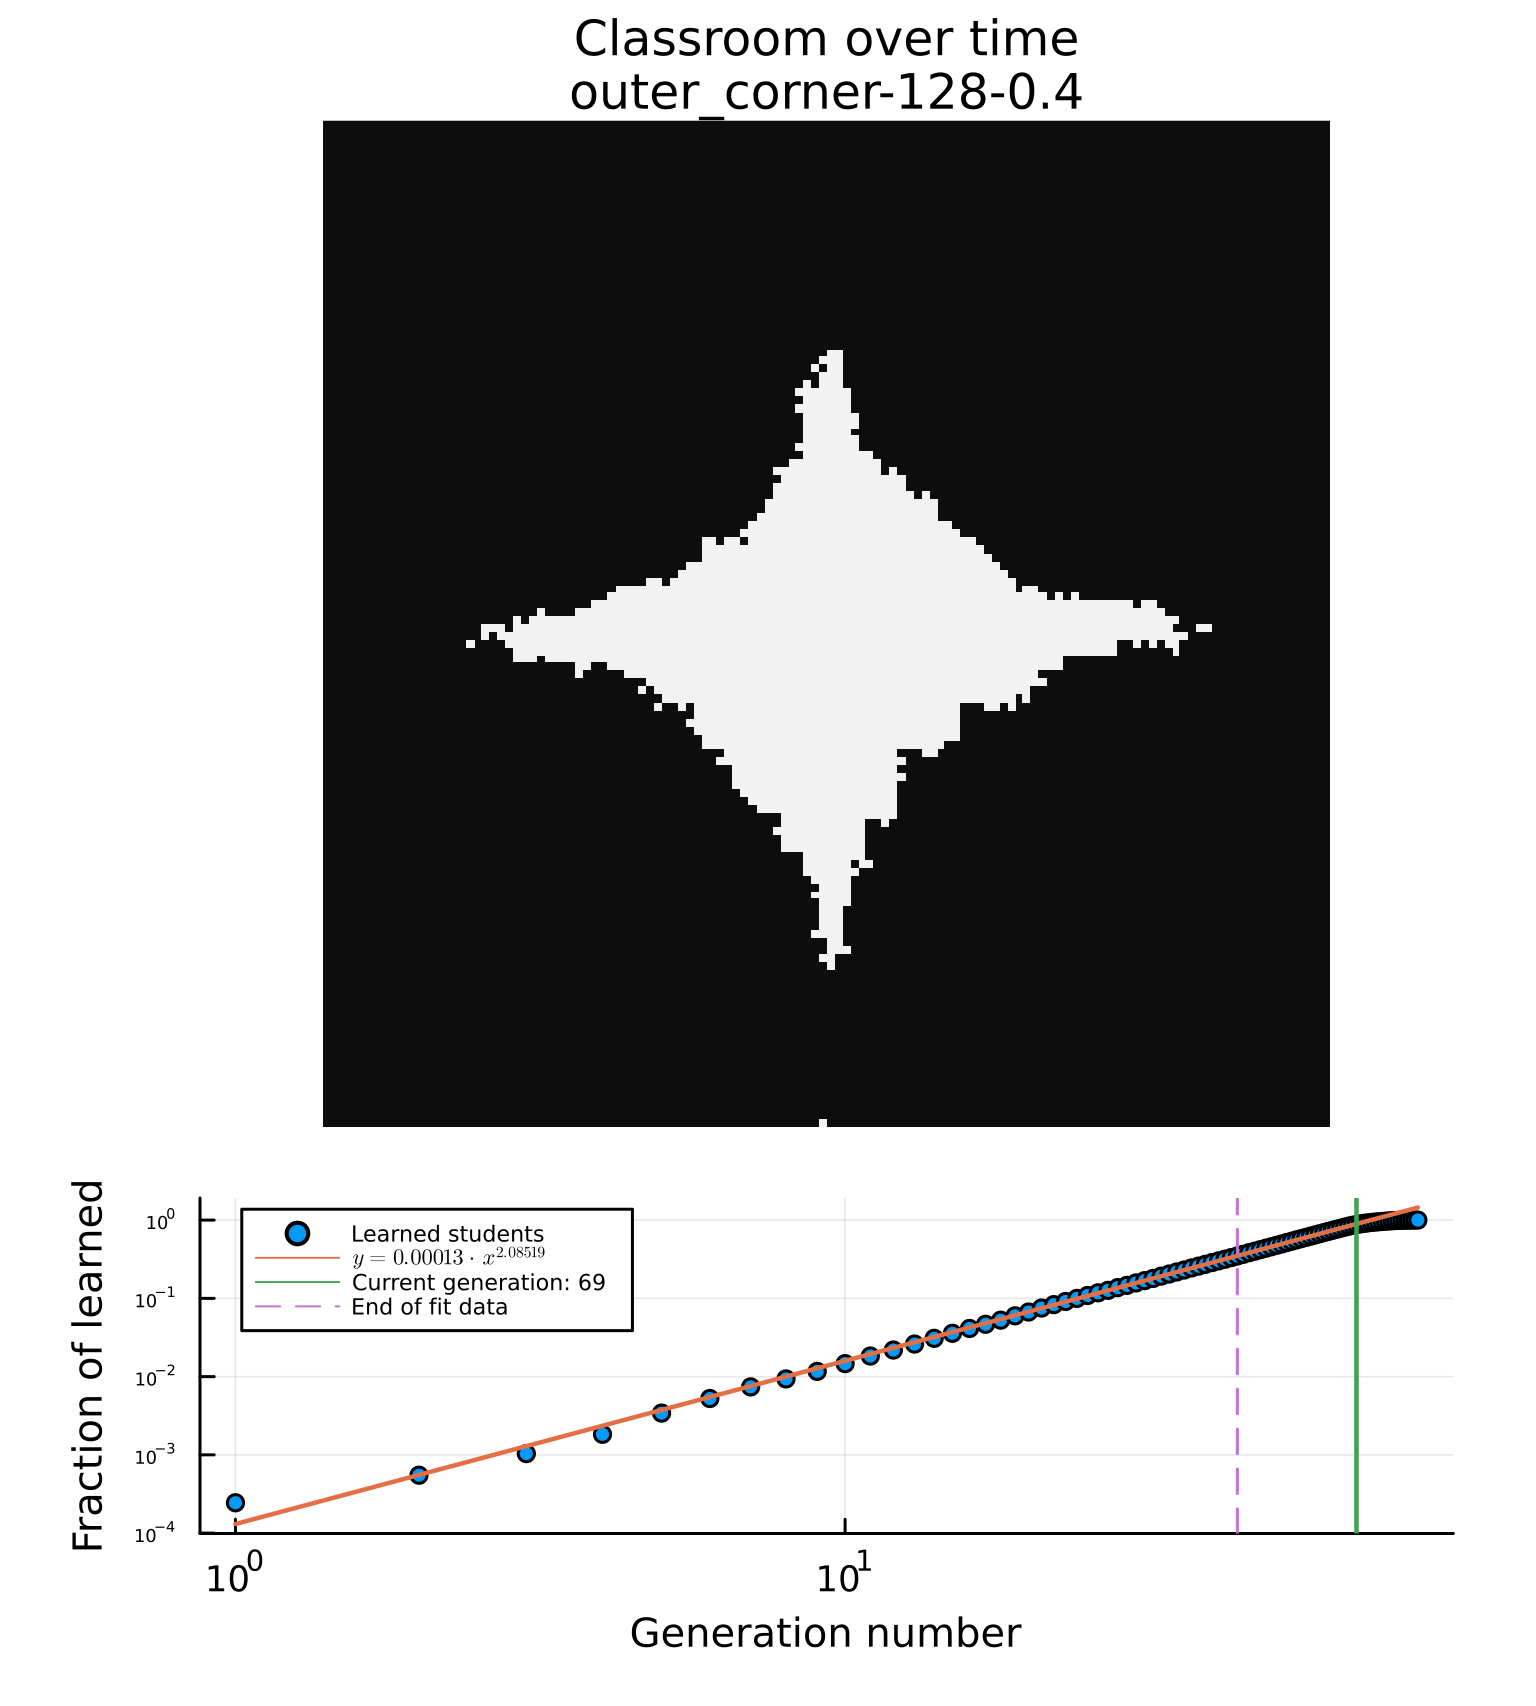 Classroom over time
outer_corner-128-0.4
Fraction of learned
10^0
10^-1
10^-2
10^-3
10^-4
Learned students
y = 0.00013 · x^2.08519
Current generation: 69
End of fit data
10^0
10^1
Generation number